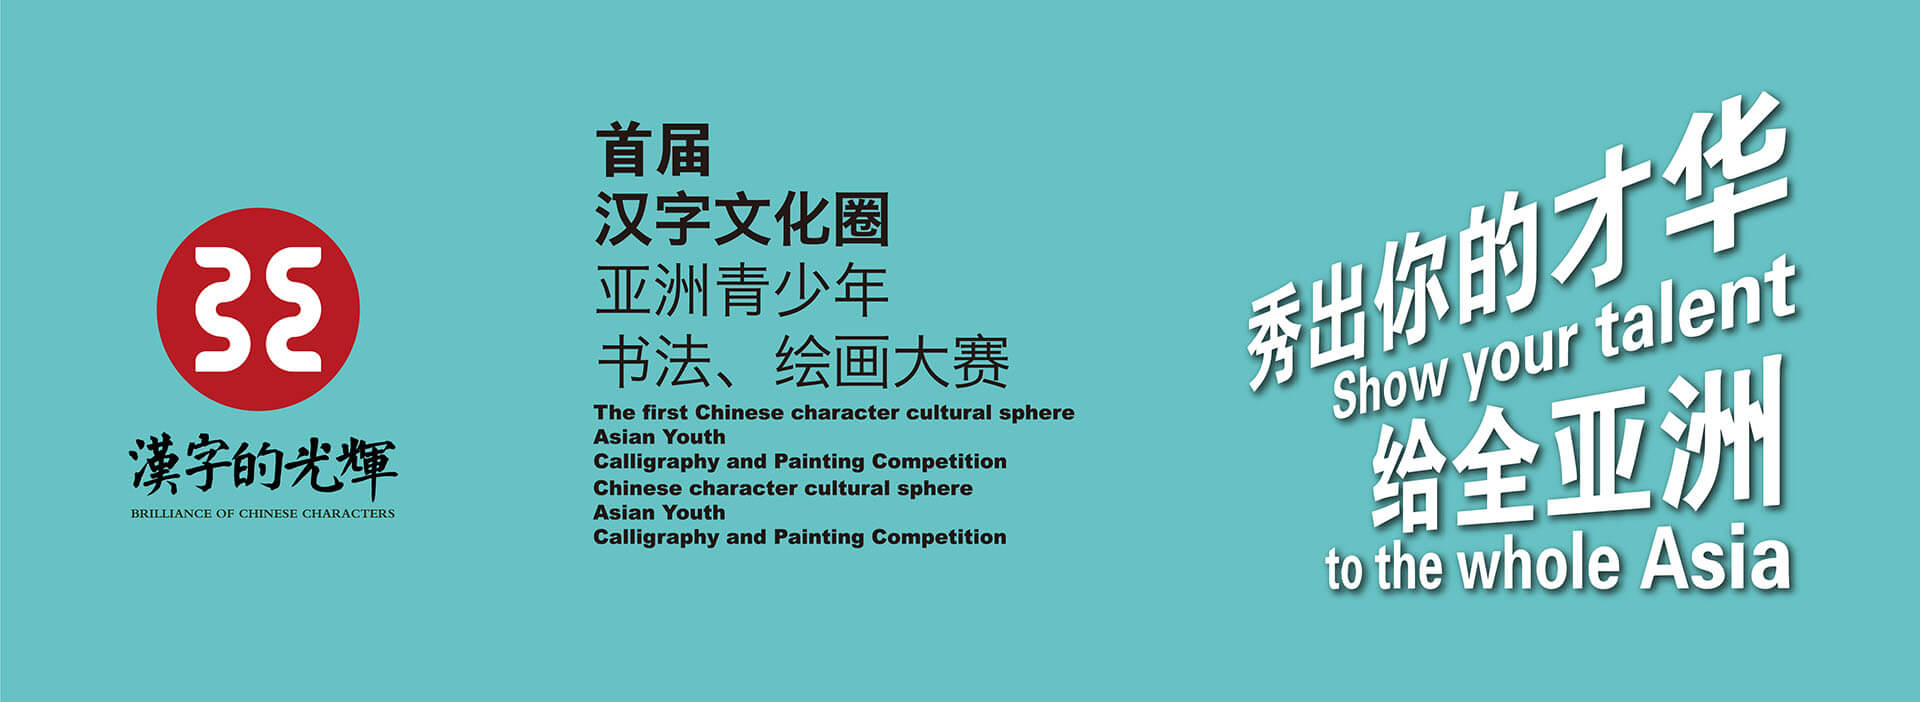 漢字的光輝
BRILLIANCE OF CHINESE CHARACTERS
首届
汉字文化圈
亚洲青少年
书法、绘画大赛
The first Chinese character cultural sphere
Asian Youth
Calligraphy and Painting Competition
Chinese character cultural sphere
Asian Youth
Calligraphy and Painting Competition
秀出你的才华
Show your talent
给全亚洲
to the whole Asia